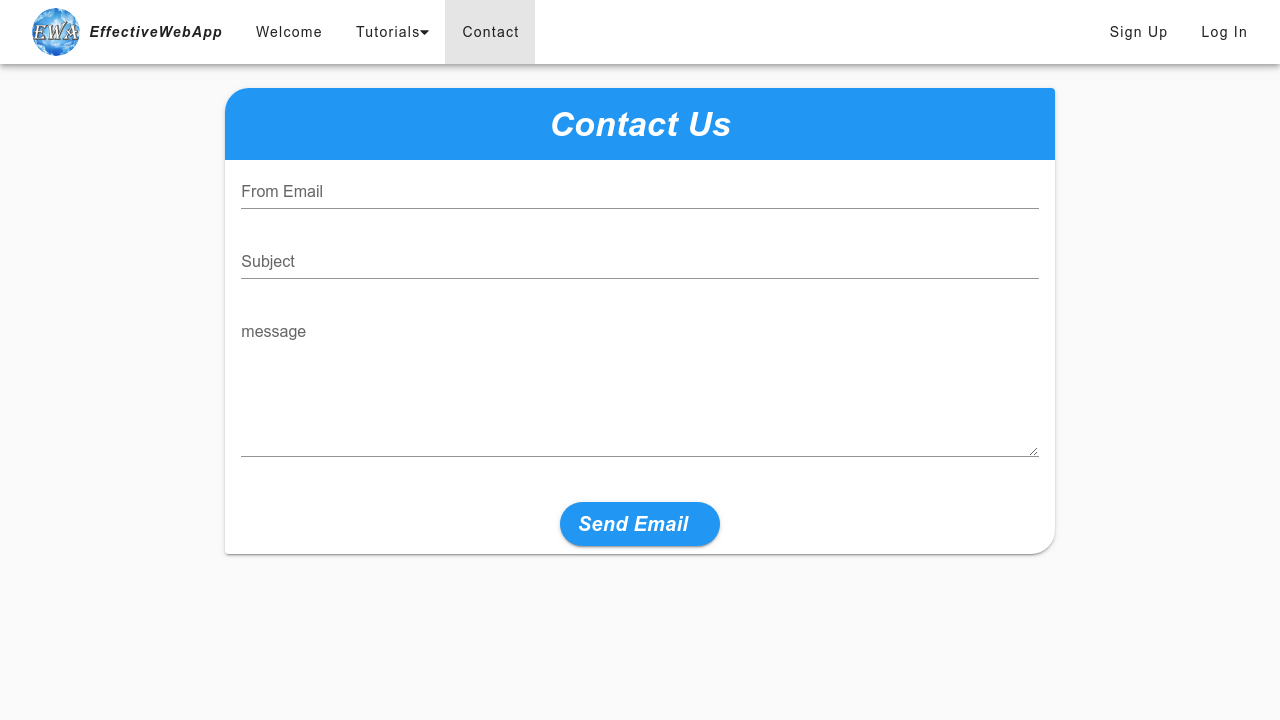 EWA EffectiveWebApp Welcome Tutorials Contact Sign Up Log In
Contact Us
From Email
Subject
message
Send Email